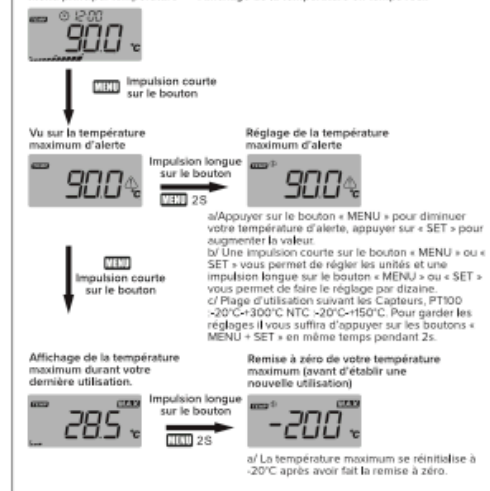 TEMP 12:00
90.0 °C
MENU Impulsion courte
sur le bouton
Vu sur la température
maximum d'alerte
Réglage de la température
maximum d'alerte
TEMP
90.0 °C
Impulsion longue
sur le bouton
MENU 2S
TEMP
90.0 °C
a/Appuyer sur le bouton « MENU » pour diminuer
votre température d'alerte, appuyer sur « SET » pour
augmenter la valeur.
b/ Une impulsion courte sur le bouton « MENU » ou «
SET » vous permet de régler les unités et une
impulsion longue sur le bouton « MENU » ou « SET »
vous permet de faire le réglage par dizaine.
c/ Plage d'utilisation suivant les Capteurs, PT100
:-20°C-+300°C NTC :-20°C-+150°C. Pour garder les
réglages il vous suffira d'appuyer sur les boutons «
MENU + SET » en même temps pendant 2s.
MENU
Impulsion courte
sur le bouton
Affichage de la température
maximum durant votre
dernière utilisation.
Remise à zéro de votre température
maximum (avant d'établir une
nouvelle utilisation)
TEMP MAX
28.5 °C
Impulsion longue
sur le bouton
MENU 2S
TEMP MAX
-20.0 °C
a/ La température maximum se réinitialise à
-20°C après avoir fait la remise à zéro.